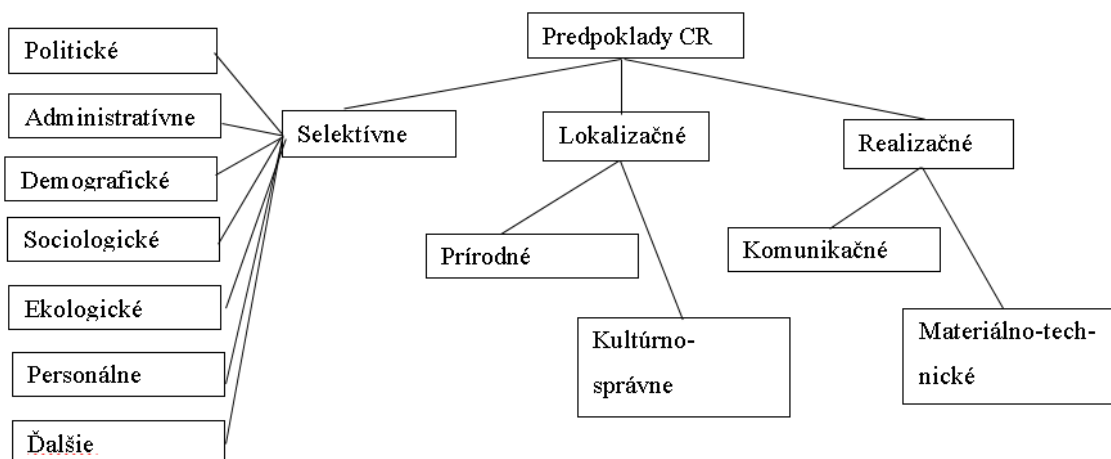 Predpoklady CR
Selektívne
Politické
Administratívne
Demografické
Sociologické
Ekologické
Personálne
Ďalšie
Lokalizačné
Prírodné
Kultúrno-
správne
Realizačné
Komunikačné
Materiálno-tech-
nické